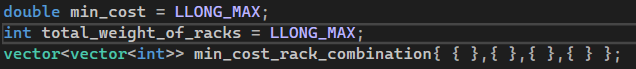 double min_cost = LLONG_MAX;
int total_weight_of_racks = LLONG_MAX;
vector<vector<int>> min_cost_rack_combination{ { },{ },{ },{ } };